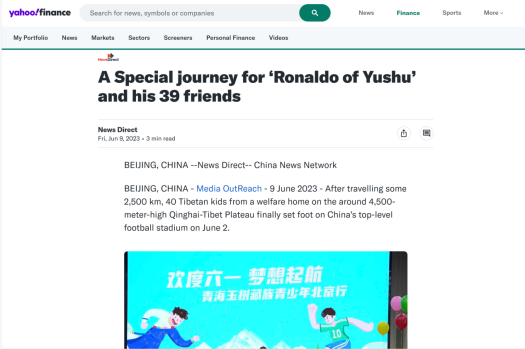 yahoo!finance
Search for news, symbols or companies
News
Finance
Sports
More
My Portfolio
News
Markets
Sectors
Screeners
Personal Finance
Videos
News Direct
A Special journey for ‘Ronaldo of Yushu’
and his 39 friends
News Direct
Fri, Jun 9, 2023 • 3 min read
BEIJING, CHINA --News Direct-- China News Network
BEIJING, CHINA - Media OutReach - 9 June 2023 - After travelling some
2,500 km, 40 Tibetan kids from a welfare home on the around 4,500-
meter-high Qinghai-Tibet Plateau finally set foot on China’s top-level
football stadium on June 2.
欢度六一 梦想起航
青海玉树藏族青少年北京行
10